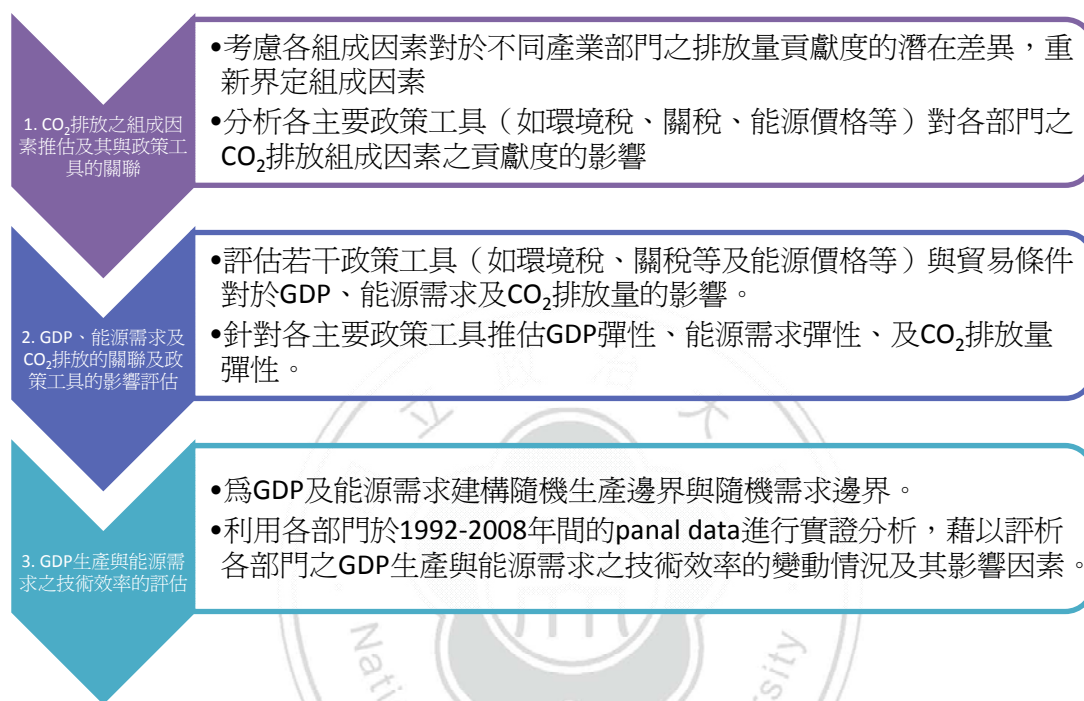 1. CO₂排放之組成因
素推估及其與政策工
具的關聯
•考慮各組成因素對於不同產業部門之排放量貢獻度的潛在差異，重
新界定組成因素
•分析各主要政策工具（如環境稅、關稅、能源價格等）對各部門之
CO₂排放組成因素之貢獻度的影響
2. GDP、能源需求及
CO₂排放的關聯及政
策工具的影響評估
•評估若干政策工具（如環境稅、關稅等及能源價格等）與貿易條件
對於GDP、能源需求及CO₂排放量的影響。
•針對各主要政策工具推估GDP彈性、能源需求彈性、及CO₂排放量
彈性。
3. GDP生產與能源需
求之技術效率的評估
•為GDP及能源需求建構隨機生產邊界與隨機需求邊界。
•利用各部門於1992-2008年間的panal data進行實證分析，藉以評析
各部門之GDP生產與能源需求之技術效率的變動情況及其影響因素。
立 政 治 大